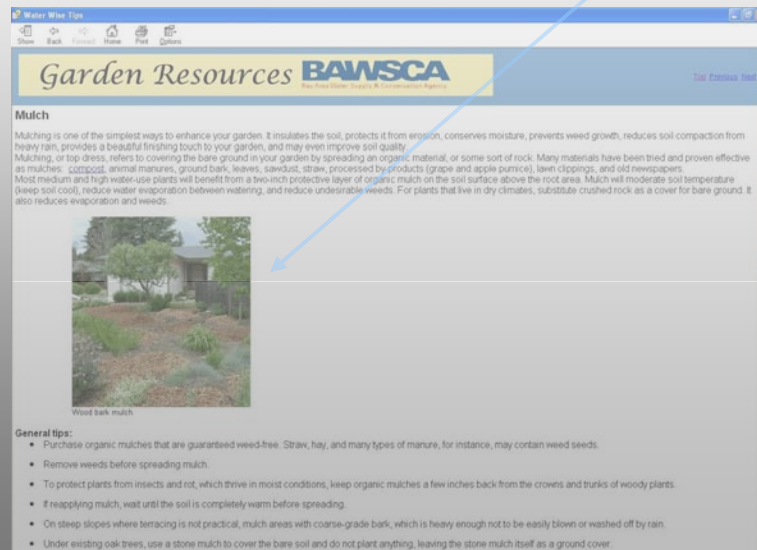 Water Wise Tips
Show Back Forward Home Print Options
Garden Resources BAWSCA
Bay Area Water Supply & Conservation Agency
Top Previous Next
Mulch
Mulching is one of the simplest ways to enhance your garden. It insulates the soil, protects it from erosion, conserves moisture, prevents weed growth, reduces soil compaction from
heavy rain, provides a beautiful finishing touch to your garden, and may even improve soil quality.
Mulching, or top dress, refers to covering the bare ground in your garden by spreading an organic material, or some sort of rock. Many materials have been tried and proven effective
as mulches: compost, animal manures, ground bark, leaves, sawdust, straw, processed by-products (grape and apple pumice), lawn clippings, and old newspapers.
Most medium and high water-use plants will benefit from a two-inch protective layer of organic mulch on the soil surface above the root area. Mulch will moderate soil temperature
(keep soil cool), reduce water evaporation between watering, and reduce undesirable weeds. For plants that live in dry climates, substitute crushed rock as a cover for bare ground. It
also reduces evaporation and weeds.
Wood bark mulch
General tips:
• Purchase organic mulches that are guaranteed weed-free. Straw, hay, and many types of manure, for instance, may contain weed seeds.
• Remove weeds before spreading mulch.
• To protect plants from insects and rot, which thrive in moist conditions, keep organic mulches a few inches back from the crowns and trunks of woody plants.
• If reapplying mulch, wait until the soil is completely warm before spreading.
• On steep slopes where terracing is not practical, mulch areas with coarse-grade bark, which is heavy enough not to be easily blown or washed off by rain.
• Under existing oak trees, use a stone mulch to cover the bare soil and do not plant anything, leaving the stone mulch itself as a ground cover.